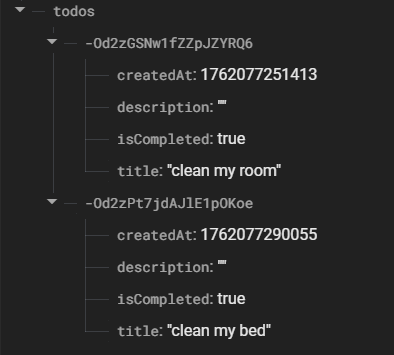 todos
-Od2zGSNw1fZZpJZYRQ6
createdAt: 1762077251413
description: ""
isCompleted: true
title: "clean my room"
-Od2zPt7jdAJlE1pOKoe
createdAt: 1762077290055
description: ""
isCompleted: true
title: "clean my bed"